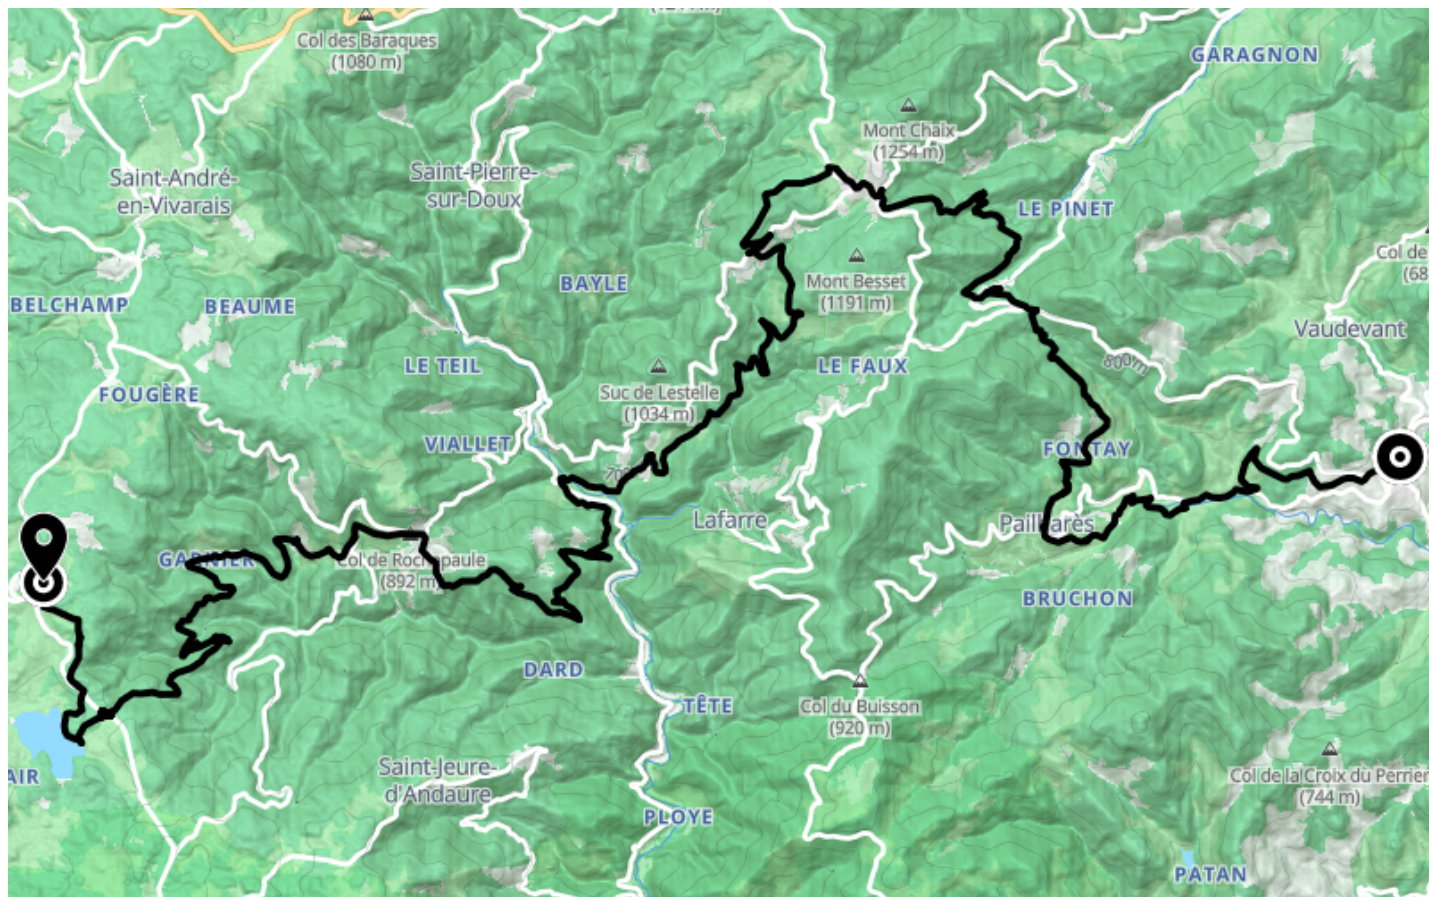 GARAGNON
Col des Baraques
(1080 m)
Mont Chaix
(1254 m)
Saint-Pierre-
sur-Doux
Saint-André-
en-Vivarais
LE PINET
Col de
(68
BAYLE
Mont Besset
(1191 m)
BELCHAMP
BEAUME
Vaudevant
LE TEIL
LE FAUX
800m
Suc de Lestelle
(1034 m)
FOUGÈRE
VIALLET
FONTAY
Lafarre
Pailharès
GARNIER
Col de Rochepaule
(892 m)
BRUCHON
DARD
TÊTE
Col du Buisson
(920 m)
AIR
Saint-Jeure-
d'Andaure
Col de la Croix du Perrier
(744 m)
PLOYE
PATAN